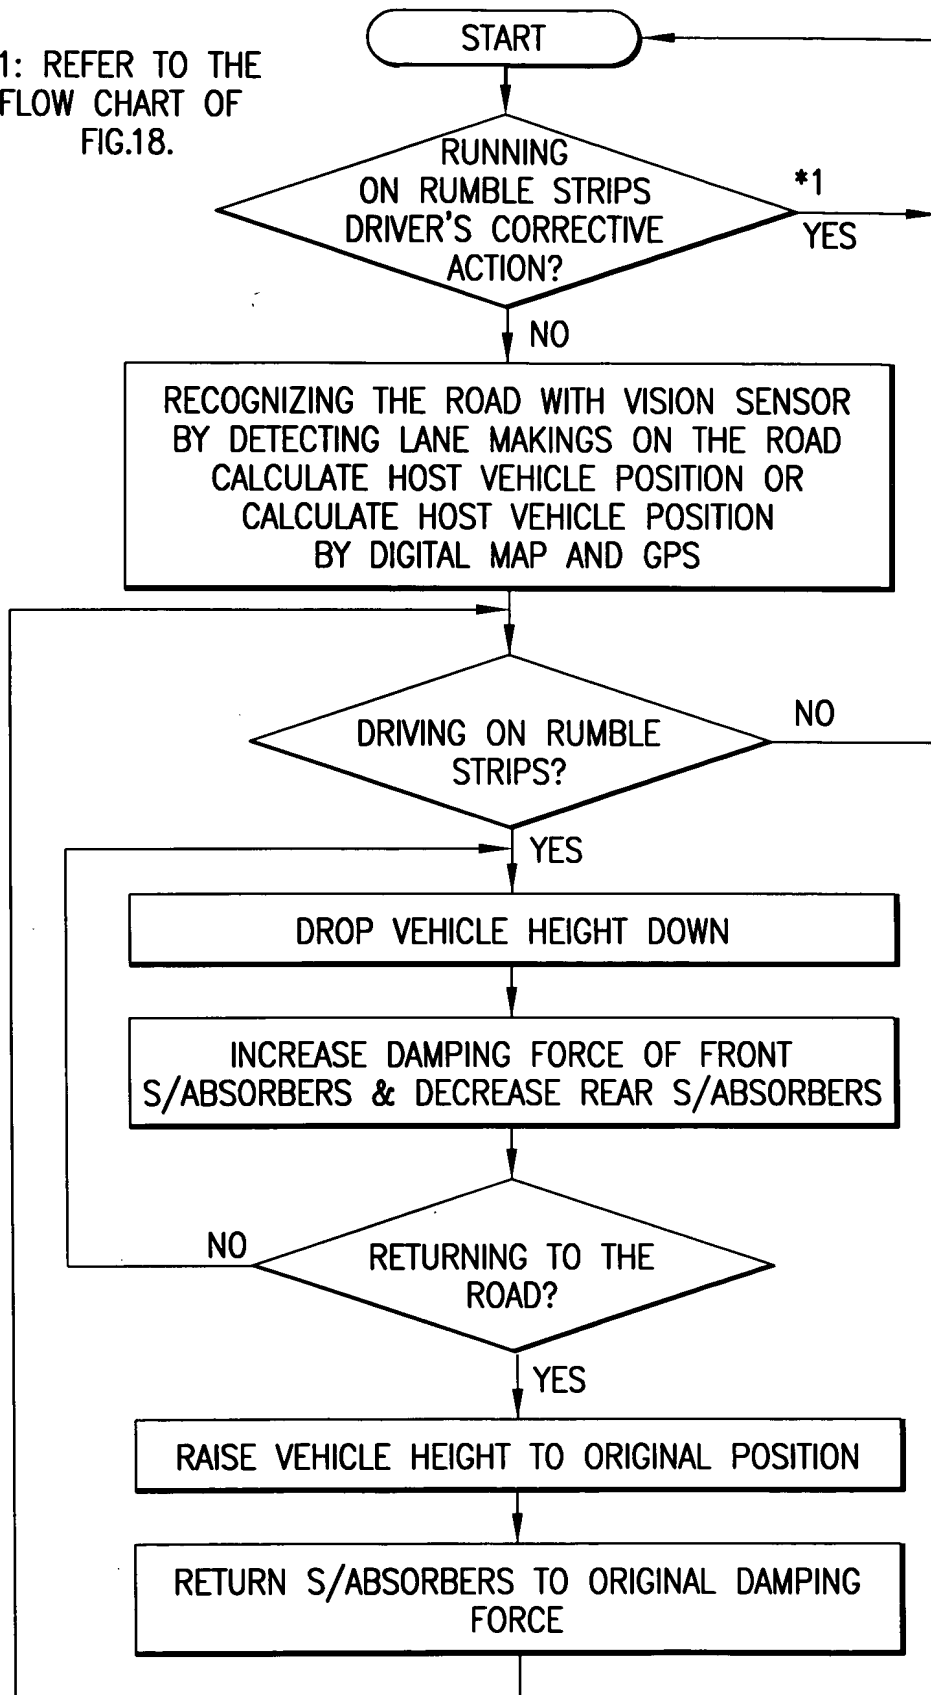 START
1: REFER TO THE
FLOW CHART OF
FIG.18.
RUNNING
ON RUMBLE STRIPS
DRIVER'S CORRECTIVE
ACTION?
*1
YES
NO
RECOGNIZING THE ROAD WITH VISION SENSOR
BY DETECTING LANE MAKINGS ON THE ROAD
CALCULATE HOST VEHICLE POSITION OR
CALCULATE HOST VEHICLE POSITION
BY DIGITAL MAP AND GPS
DRIVING ON RUMBLE
STRIPS?
NO
YES
DROP VEHICLE HEIGHT DOWN
INCREASE DAMPING FORCE OF FRONT
S/ABSORBERS & DECREASE REAR S/ABSORBERS
NO
RETURNING TO THE
ROAD?
YES
RAISE VEHICLE HEIGHT TO ORIGINAL POSITION
RETURN S/ABSORBERS TO ORIGINAL DAMPING
FORCE